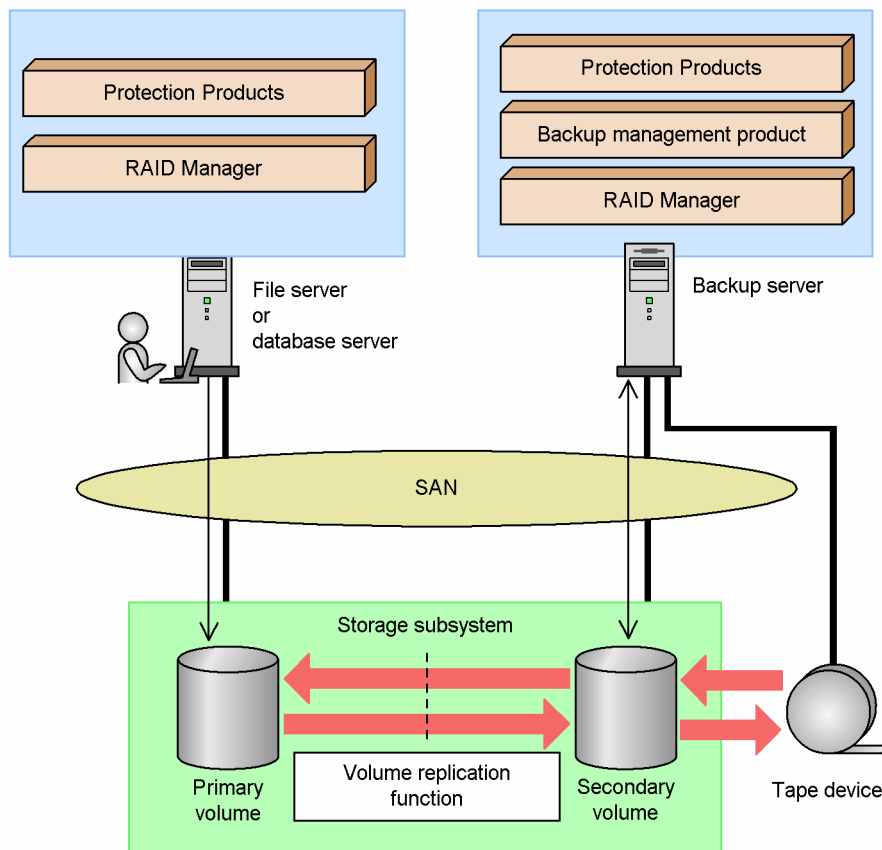 Protection Products
RAID Manager
Protection Products
Backup management product
RAID Manager
File server
or
database server
Backup server
SAN
Storage subsystem
Primary
volume
Volume replication
function
Secondary
volume
Tape device